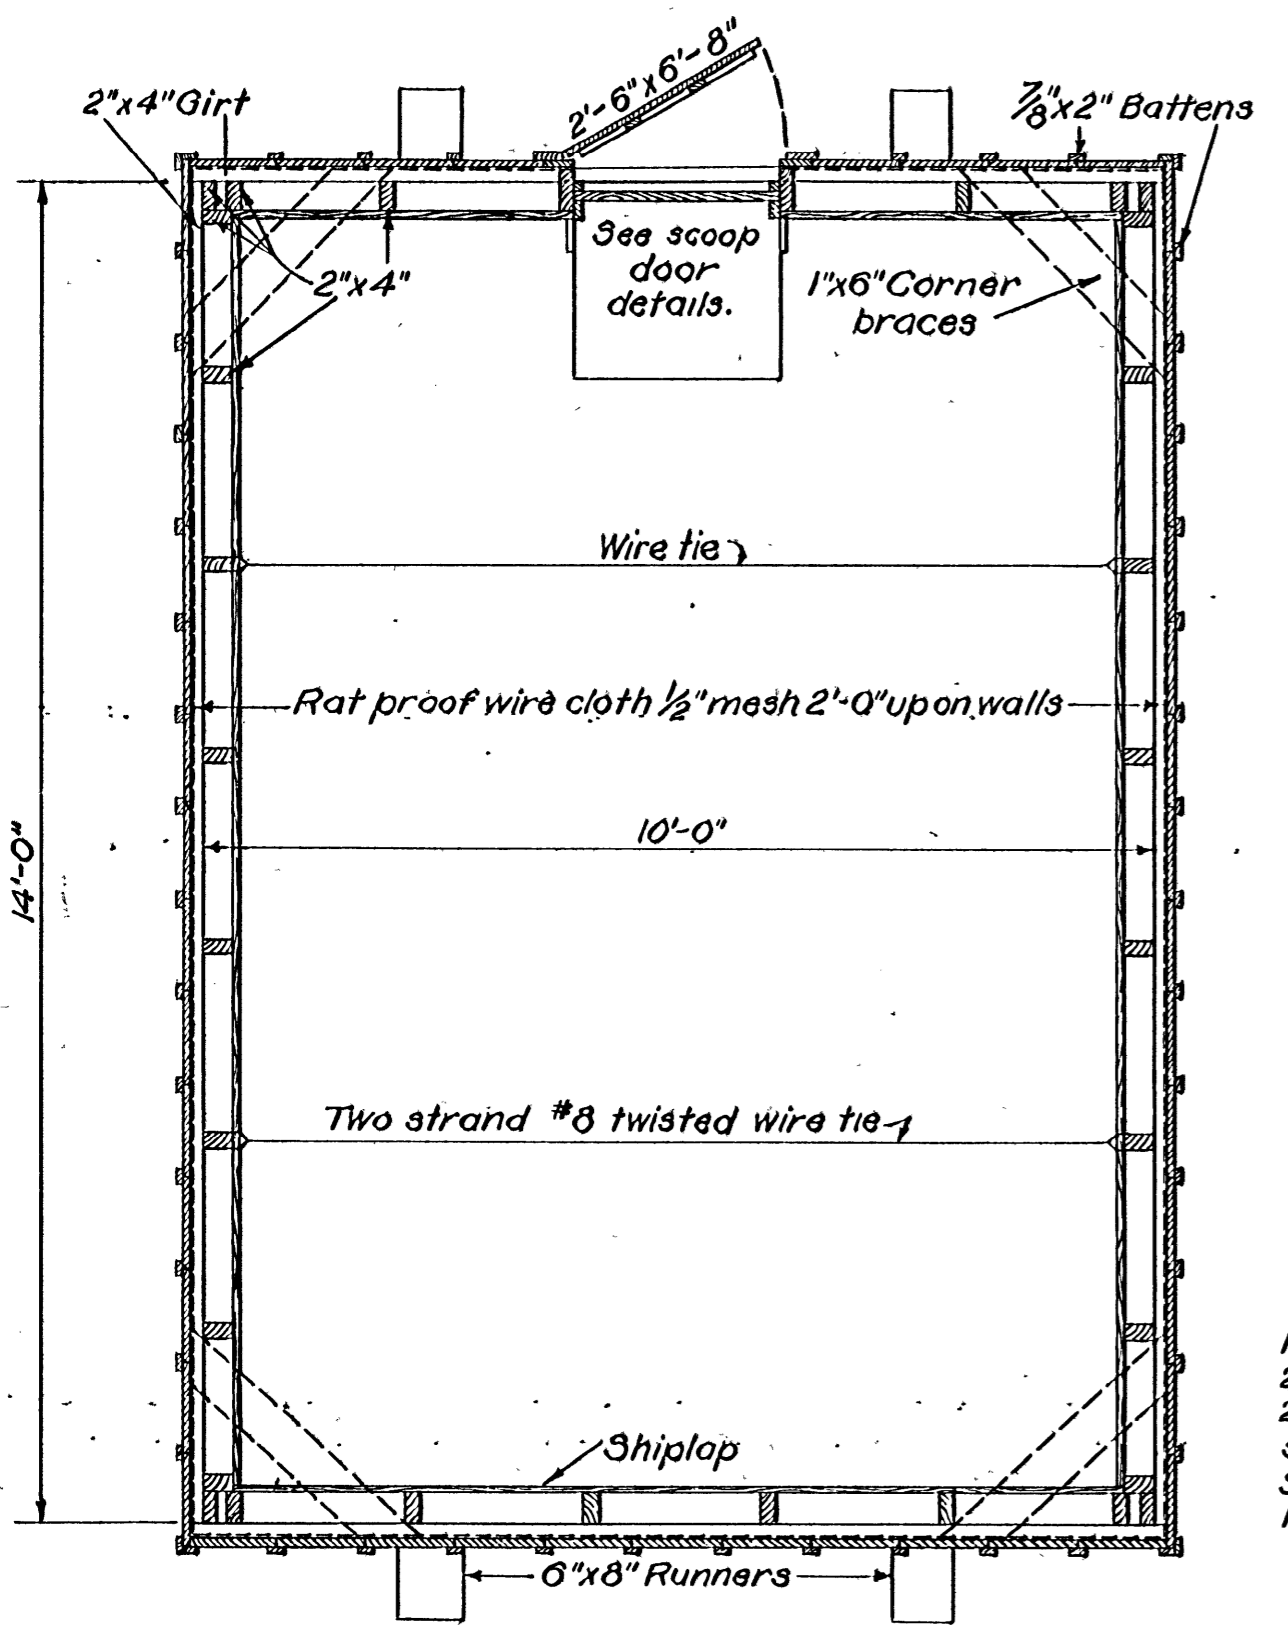 2'-6"x6'-8"
2"x4" Girt
7/8"x2" Battens
See scoop
door
details.
2"x4"
1"x6" Corner
braces
Wire tie
Rat proof wire cloth 1/2" mesh 2'-0" up on walls
10'-0"
14'-0"
Two strand #8 twisted wire tie
Shiplap
6"x8" Runners